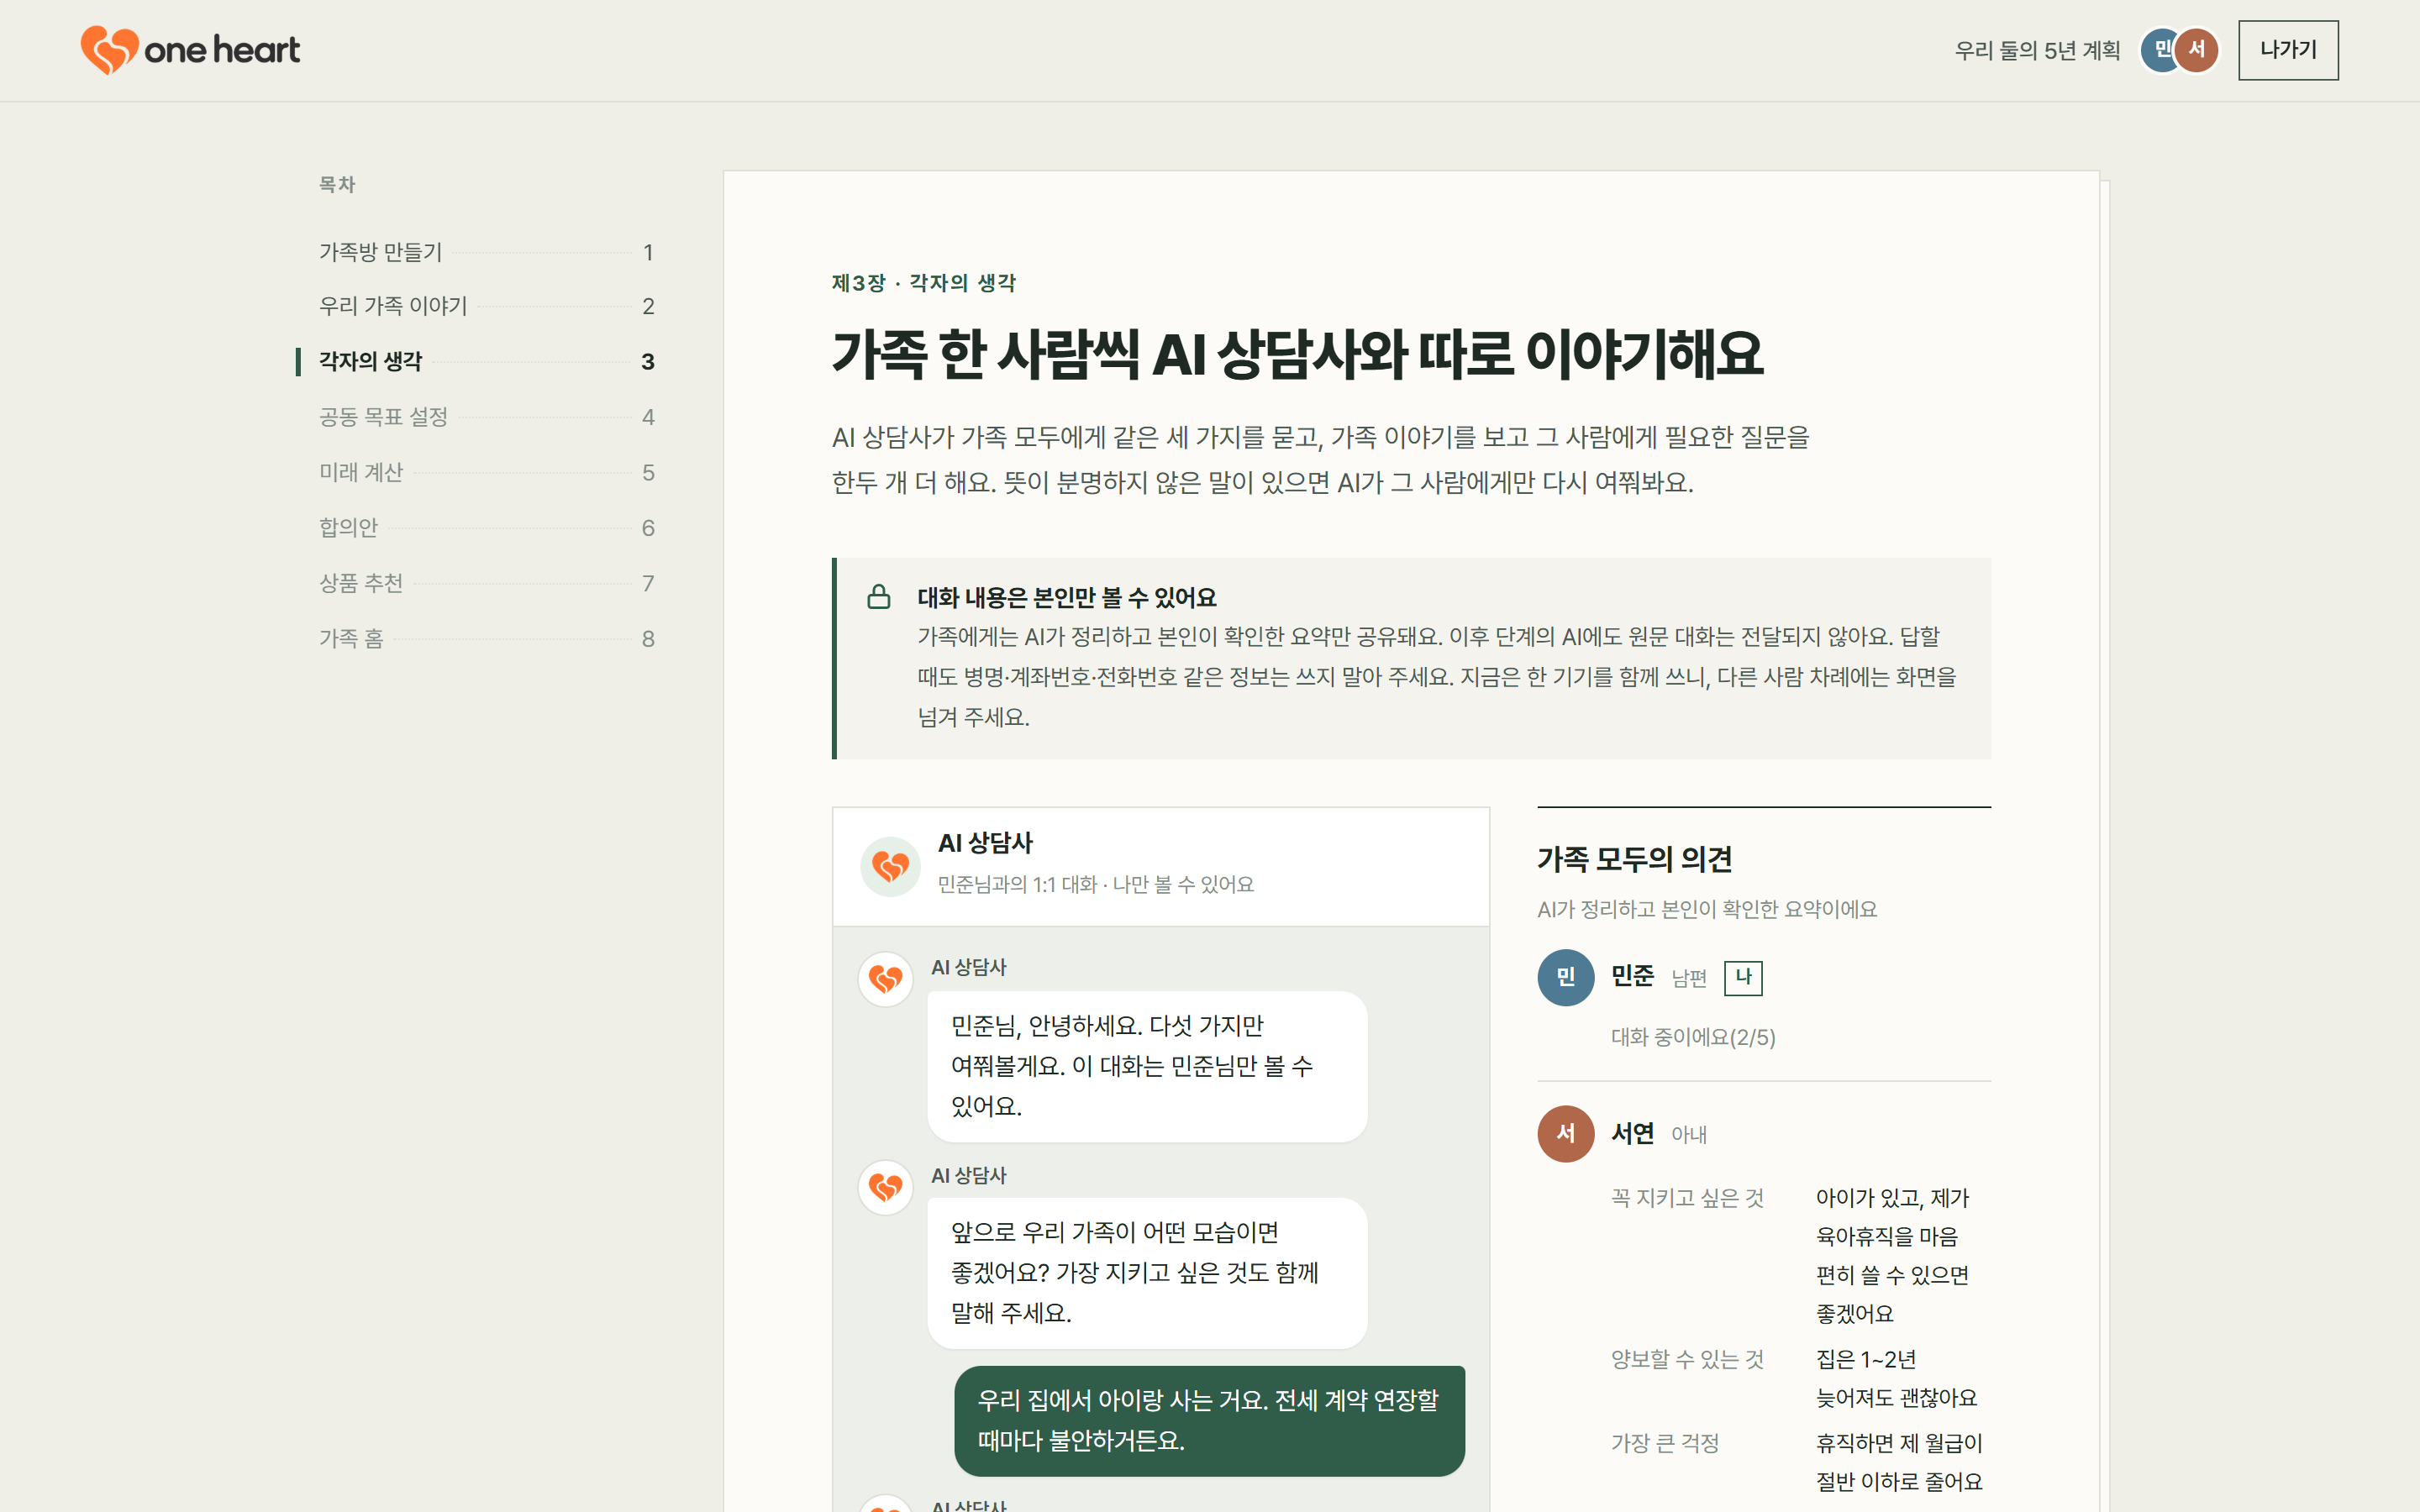 one heart
우리 둘의 5년 계획
민
서
나가기
목차
가족방 만들기 1
우리 가족 이야기 2
각자의 생각 3
공동 목표 설정 4
미래 계산 5
합의안 6
상품 추천 7
가족 홈 8
제3장 · 각자의 생각
가족 한 사람씩 AI 상담사와 따로 이야기해요
AI 상담사가 가족 모두에게 같은 세 가지를 묻고, 가족 이야기를 보고 그 사람에게 필요한 질문을
한두 개 더 해요. 뜻이 분명하지 않은 말이 있으면 AI가 그 사람에게만 다시 여쭤봐요.
대화 내용은 본인만 볼 수 있어요
가족에게는 AI가 정리하고 본인이 확인한 요약만 공유돼요. 이후 단계의 AI에도 원문 대화는 전달되지 않아요. 답할
때도 병명·계좌번호·전화번호 같은 정보는 쓰지 말아 주세요. 지금은 한 기기를 함께 쓰니, 다른 사람 차례에는 화면을
넘겨 주세요.
AI 상담사
민준님과의 1:1 대화 · 나만 볼 수 있어요
AI 상담사
민준님, 안녕하세요. 다섯 가지만
여쭤볼게요. 이 대화는 민준님만 볼 수
있어요.
AI 상담사
앞으로 우리 가족이 어떤 모습이면
좋겠어요? 가장 지키고 싶은 것도 함께
말해 주세요.
우리 집에서 아이랑 사는 거요. 전세 계약 연장할
때마다 불안하거든요.
AI 상담사
가족 모두의 의견
AI가 정리하고 본인이 확인한 요약이에요
민
민준 남편 나
대화 중이에요(2/5)
서
서연 아내
꼭 지키고 싶은 것 아이가 있고, 제가
육아휴직을 마음
편히 쓸 수 있으면
좋겠어요
양보할 수 있는 것 집은 1~2년
늦어져도 괜찮아요
가장 큰 걱정 휴직하면 제 월급이
절반 이하로 줄어요